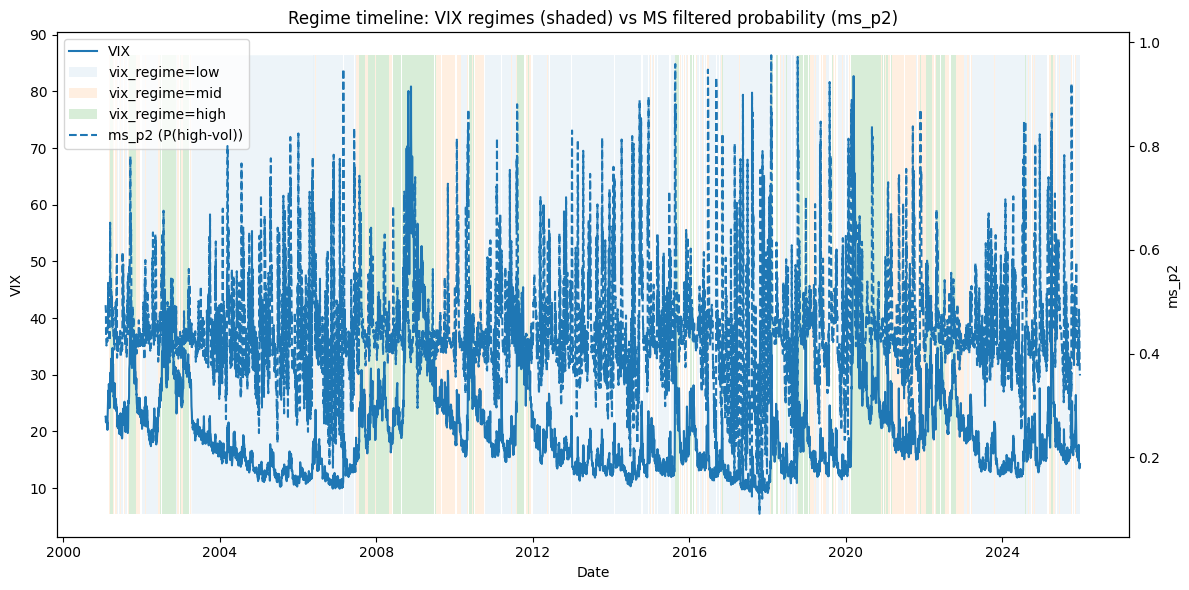 Regime timeline: VIX regimes (shaded) vs MS filtered probability (ms_p2)
VIX
vix_regime=low
vix_regime=mid
vix_regime=high
ms_p2 (P(high-vol))
90
80
70
60
50
40
30
20
10
VIX
1.0
0.8
0.6
0.4
0.2
ms_p2
2000
2004
2008
2012
2016
2020
2024
Date